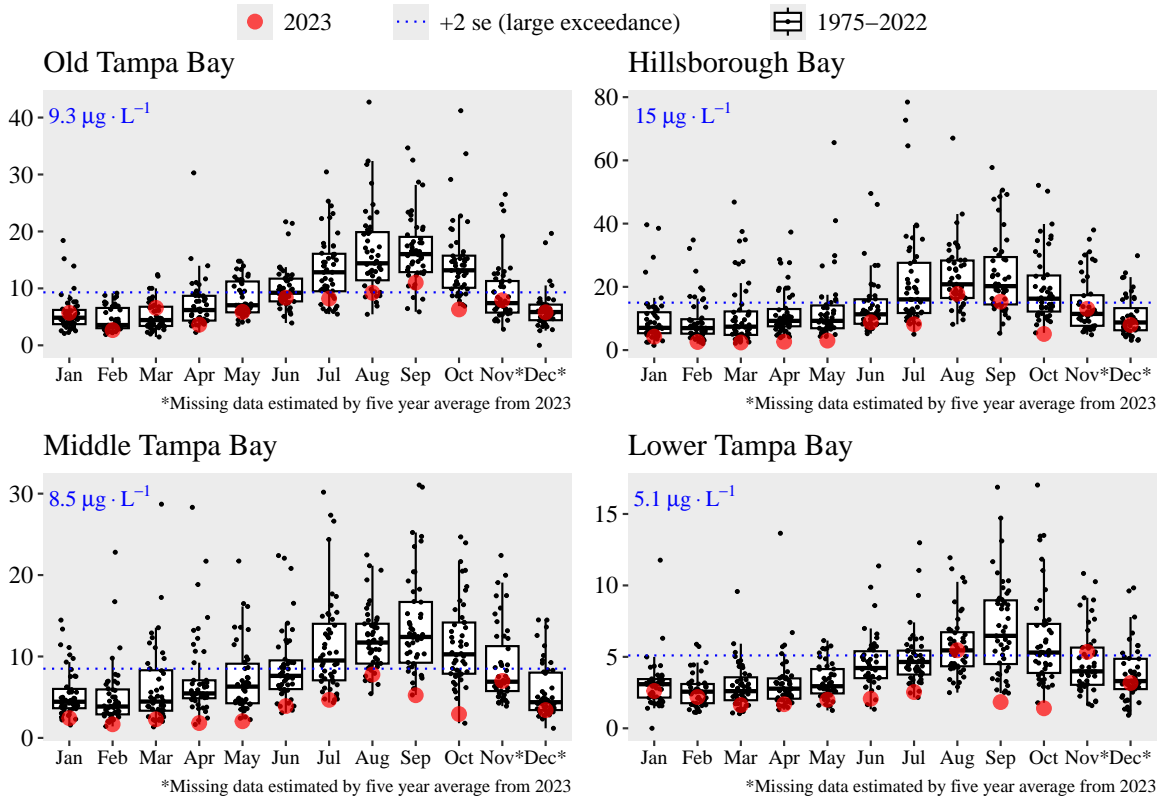 2023 +2 se (large exceedance) 1975−2022
Old Tampa Bay
9.3 μg · L⁻¹
40
30
20
10
0
Jan Feb Mar Apr May Jun Jul Aug Sep Oct Nov* Dec*
*Missing data estimated by five year average from 2023
Hillsborough Bay
15 μg · L⁻¹
80
60
40
20
0
Jan Feb Mar Apr May Jun Jul Aug Sep Oct Nov* Dec*
*Missing data estimated by five year average from 2023
Middle Tampa Bay
8.5 μg · L⁻¹
30
20
10
0
Jan Feb Mar Apr May Jun Jul Aug Sep Oct Nov* Dec*
*Missing data estimated by five year average from 2023
Lower Tampa Bay
5.1 μg · L⁻¹
15
10
5
0
Jan Feb Mar Apr May Jun Jul Aug Sep Oct Nov* Dec*
*Missing data estimated by five year average from 2023